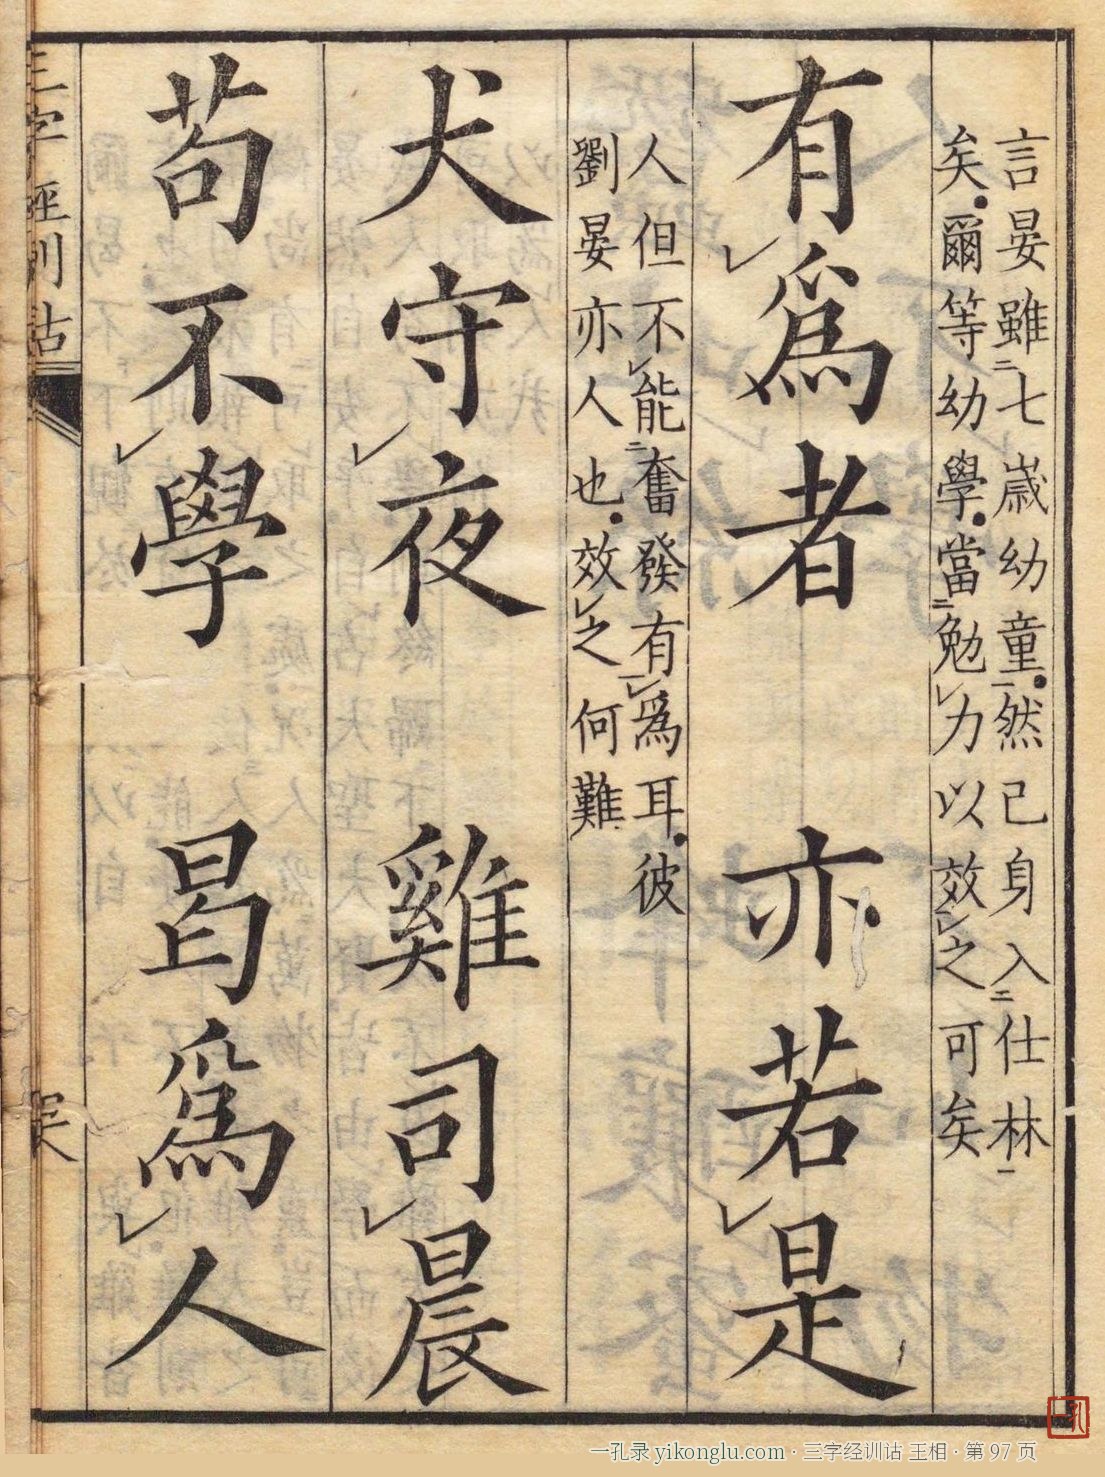 言晏雖七歲幼童然已身入仕林
矣爾等幼學當勉力以效之可矣
有爲者　亦若是
人但不能奮發有爲耳彼
劉晏亦人也效之何難
犬守夜　雞司晨
苟不學　曷爲人
三字經訓詁
一孔录 yikonglu.com · 三字经训诂 王相 · 第 97 页